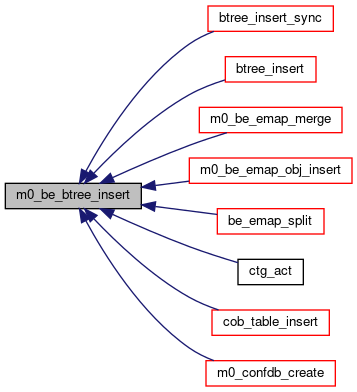 btree_insert_sync
btree_insert
m0_be_emap_merge
m0_be_emap_obj_insert
m0_be_btree_insert
be_emap_split
ctg_act
cob_table_insert
m0_confdb_create